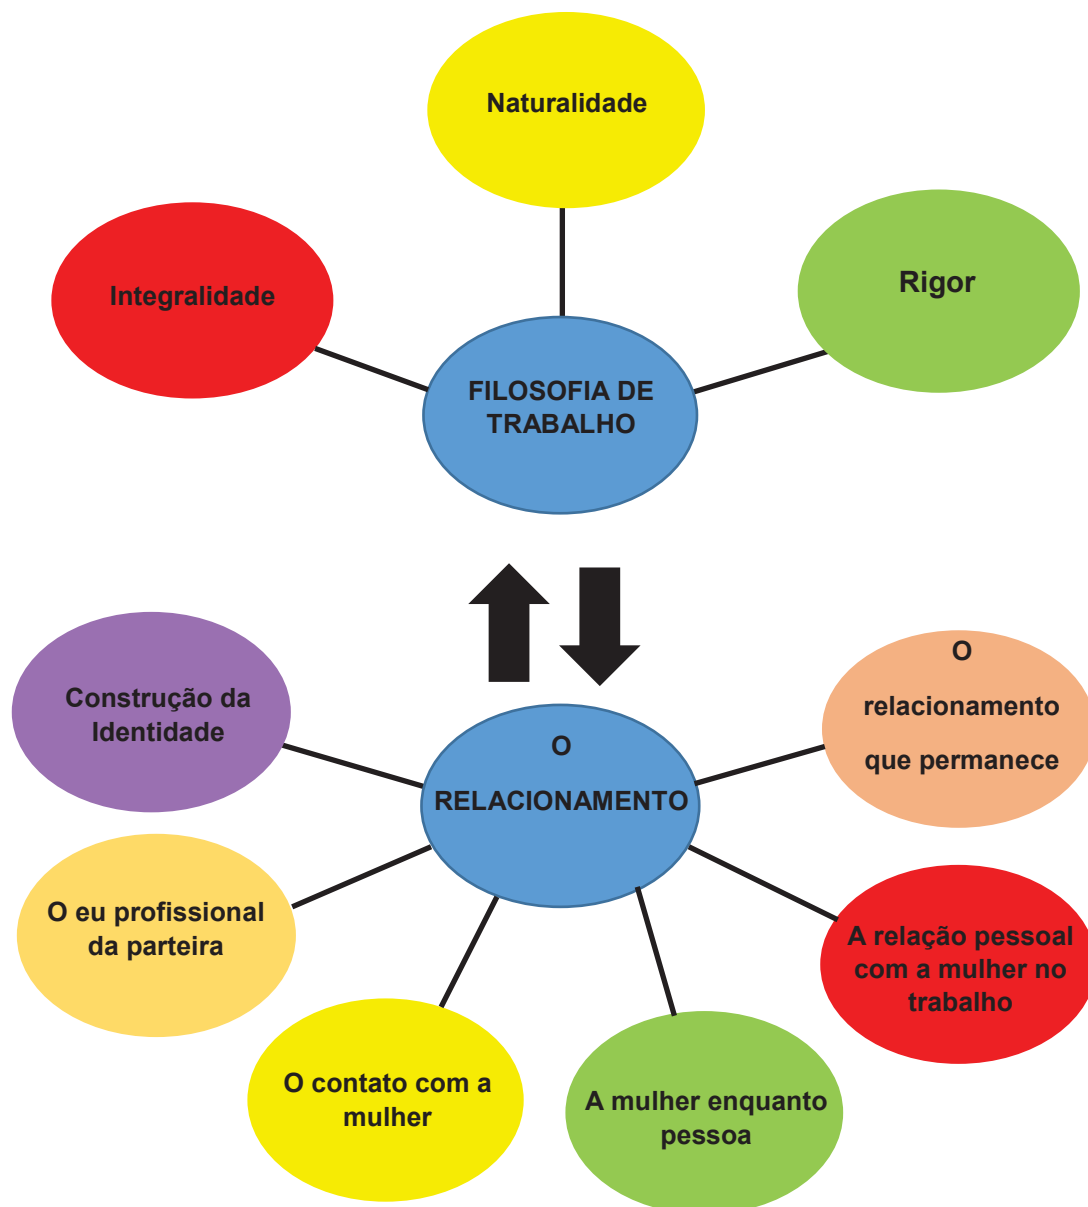 Naturalidade
Integralidade
Rigor
FILOSOFIA DE
TRABALHO
Construção da
Identidade
O
relacionamento
que permanece
O
RELACIONAMENTO
O eu profissional
da parteira
A relação pessoal
com a mulher no
trabalho
O contato com a
mulher
A mulher enquanto
pessoa